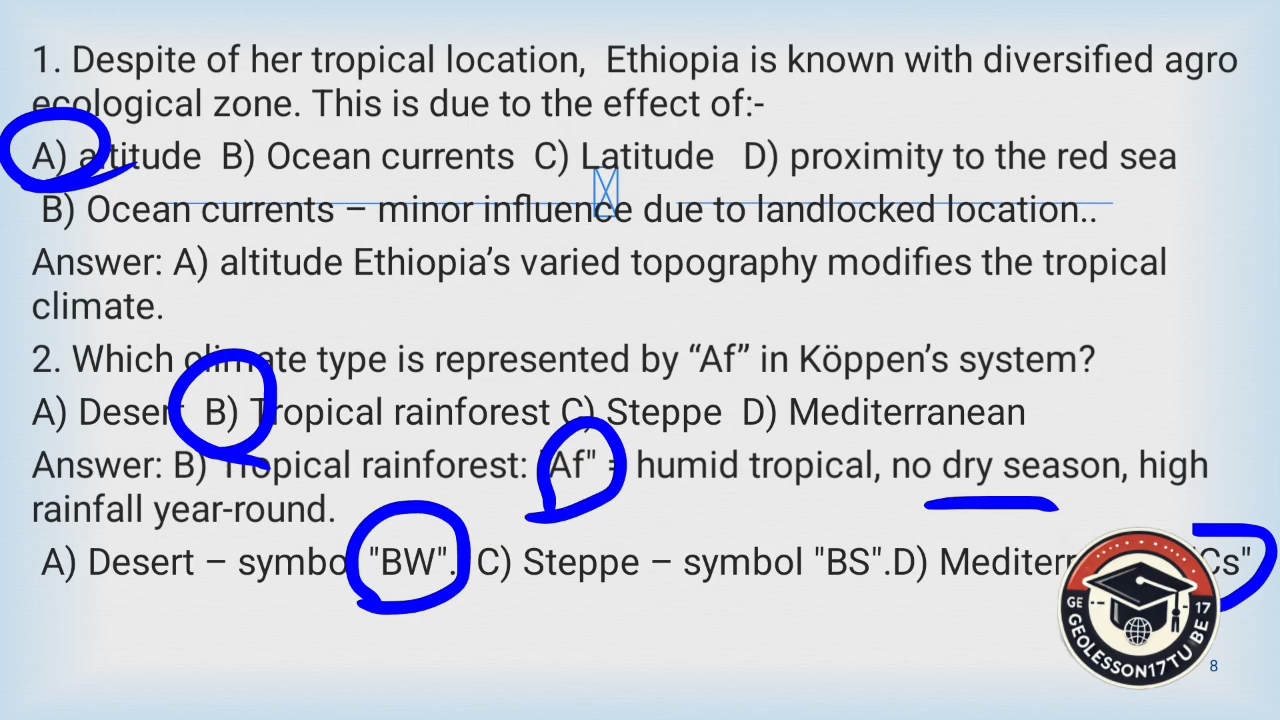 1. Despite of her tropical location,  Ethiopia is known with diversified agro
ecological zone. This is due to the effect of:-
A) altitude  B) Ocean currents  C) Latitude   D) proximity to the red sea
B) Ocean currents – minor influence due to landlocked location..
Answer: A) altitude Ethiopia’s varied topography modifies the tropical
climate.
2. Which climate type is represented by “Af” in Köppen’s system?
A) Desert  B) Tropical rainforest C) Steppe  D) Mediterranean
Answer: B) Tropical rainforest: "Af" = humid tropical, no dry season, high
rainfall year-round.
A) Desert – symbol "BW".  C) Steppe – symbol "BS".D) "Cs"
GE 17
GEOLESSON17TU BE
8